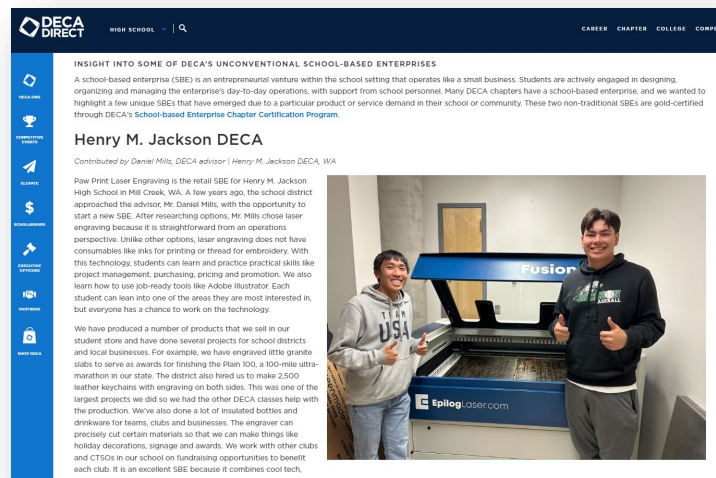 DECA DIRECT
HIGH SCHOOL
CAREER CHAPTER COLLEGE COMPE
DECA.ORG
COMPETITIVE EVENTS
ELEVATE
SCHOLARSHIPS
EXECUTIVE OFFICERS
PARTNERS
SHOP DECA
INSIGHT INTO SOME OF DECA'S UNCONVENTIONAL SCHOOL-BASED ENTERPRISES
A school-based enterprise (SBE) is an entrepreneurial venture within the school setting that operates like a small business. Students are actively engaged in designing,
organizing and managing the enterprise's day-to-day operations, with support from school personnel. Many DECA chapters have a school-based enterprise, and we wanted to
highlight a few unique SBEs that have emerged due to a particular product or service demand in their school or community. These two non-traditional SBEs are gold-certified
through DECA's School-based Enterprise Chapter Certification Program.
Henry M. Jackson DECA
Contributed by Daniel Mills, DECA advisor | Henry M. Jackson DECA, WA
Paw Print Laser Engraving is the retail SBE for Henry M. Jackson
High School in Mill Creek, WA. A few years ago, the school district
approached the advisor, Mr. Daniel Mills, with the opportunity to
start a new SBE. After researching options, Mr. Mills chose laser
engraving because it is straightforward from an operations
perspective. Unlike other options, laser engraving does not have
consumables like inks for printing or thread for embroidery. With
this technology, students can learn and practice practical skills like
project management, purchasing, pricing and promotion. We also
learn how to use job-ready tools like Adobe Illustrator. Each
student can lean into one of the areas they are most interested in,
but everyone has a chance to work on the technology.
We have produced a number of products that we sell in our
student store and have done several projects for school districts
and local businesses. For example, we have engraved little granite
slabs to serve as awards for finishing the Plain 100, a 100-mile ultra-
marathon in our state. The district also hired us to make 2,500
leather keychains with engraving on both sides. This was one of the
largest projects we did so we had the other DECA classes help with
the production. We've also done a lot of insulated bottles and
drinkware for teams, clubs and businesses. The engraver can
precisely cut certain materials so that we can make things like
holiday decorations, signage and awards. We work with other clubs
and CTSOs in our school on fundraising opportunities to benefit
each club. It is an excellent SBE because it combines cool tech,
Fusion
TEAM
USA
BASEBALL
EpilogLaser.com